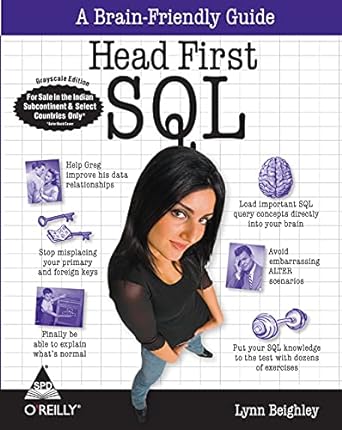 A Brain-Friendly Guide
Head First
SQL
Grayscale Edition
For Sale in the Indian
Subcontinent & Select
Countries Only*
*Refer Back Cover
Help Greg
improve his data
relationships
Load important SQL
query concepts directly
into your brain
Stop misplacing
your primary
and foreign keys
Avoid
embarrassing
ALTER
scenarios
Finally be
able to explain
what's normal
Put your SQL knowledge
to the test with dozens
of exercises
SPD
O'REILLY®
Lynn Beighley